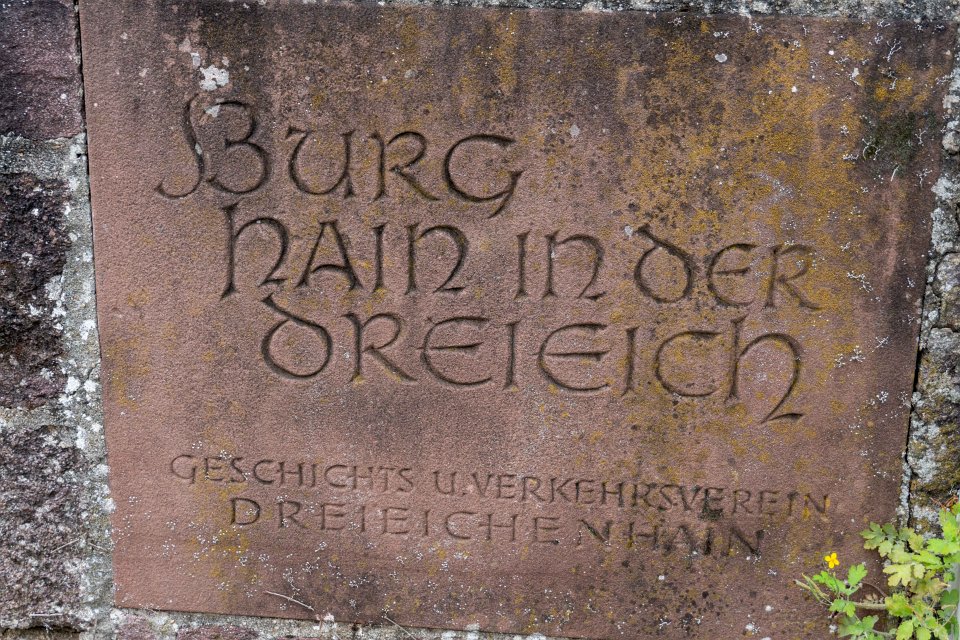 BURG
HAIN IN DER
DREIEICH
GESCHICHTS U. VERKEHRSVEREIN
DREIEICHENHAIN